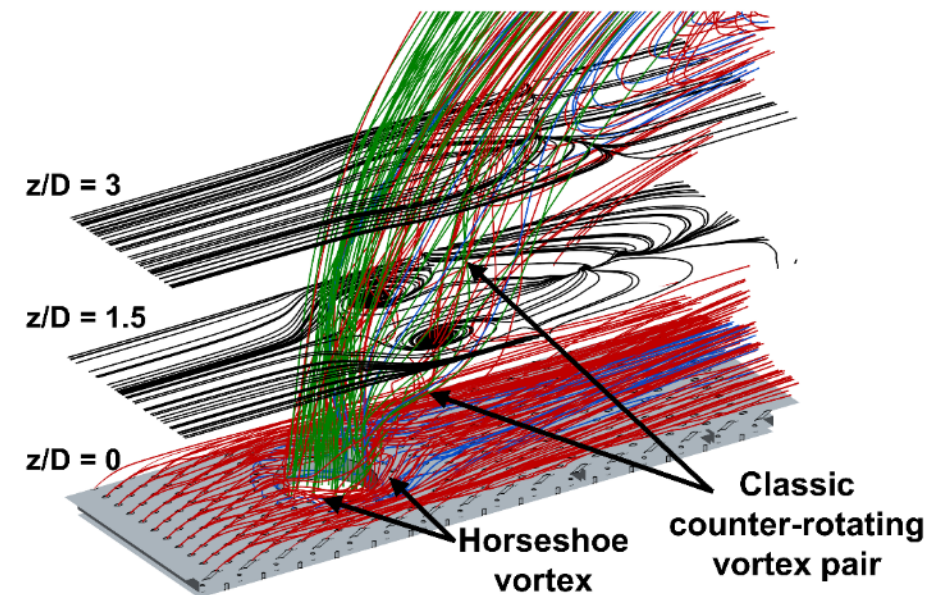 z/D = 3
z/D = 1.5
z/D = 0
Classic
counter-rotating
vortex pair
Horseshoe
vortex